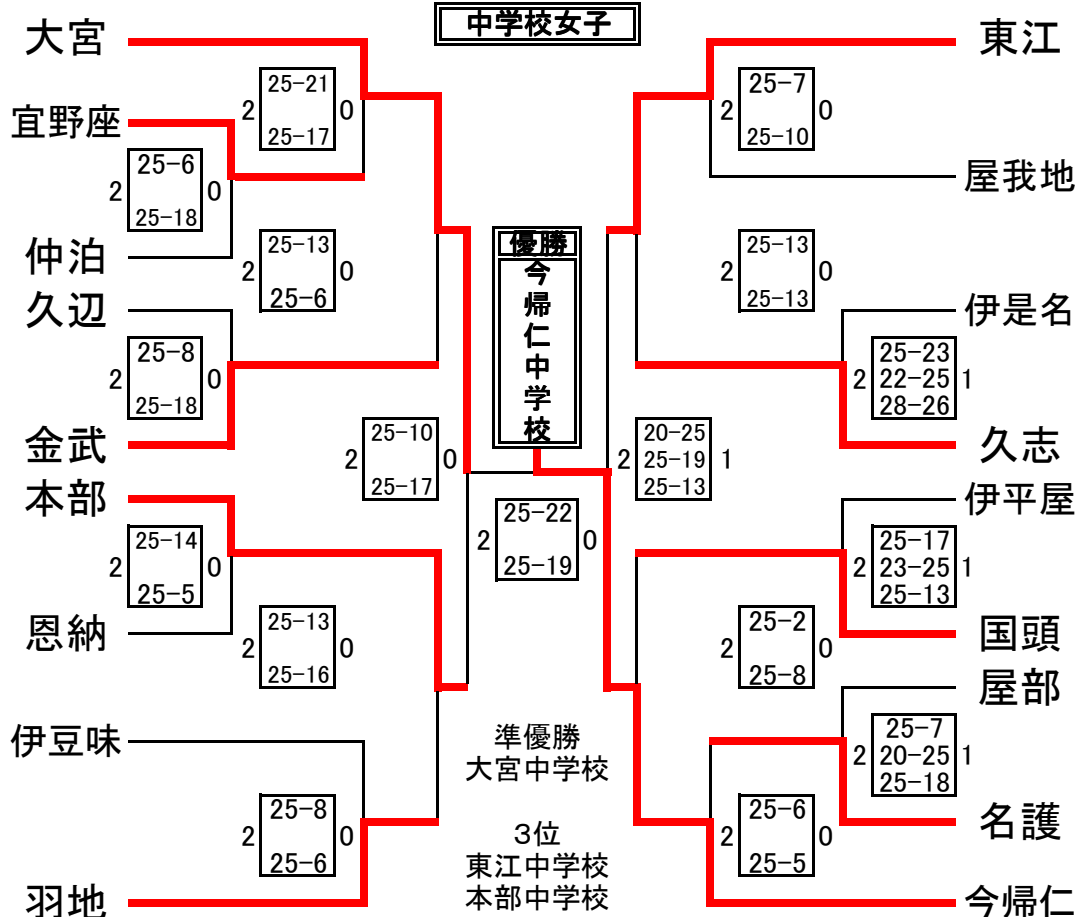 中学校女子
大宮
東江
2
25-21
25-17
0
2
25-7
25-10
0
宜野座
2
25-6
25-18
0
屋我地
仲泊
2
25-13
25-6
0
優勝
今帰仁中学校
2
25-13
25-13
0
久辺
伊是名
2
25-8
25-18
0
2
25-23
22-25
28-26
1
金武
久志
2
25-10
25-17
0
2
20-25
25-19
25-13
1
本部
伊平屋
2
25-14
25-5
0
2
25-22
25-19
0
2
25-17
23-25
25-13
1
恩納
国頭
2
25-13
25-16
0
2
25-2
25-8
0
屋部
伊豆味
準優勝
大宮中学校
2
25-7
20-25
25-18
1
2
25-8
25-6
0
3位
東江中学校
本部中学校
2
25-6
25-5
0
名護
羽地
今帰仁